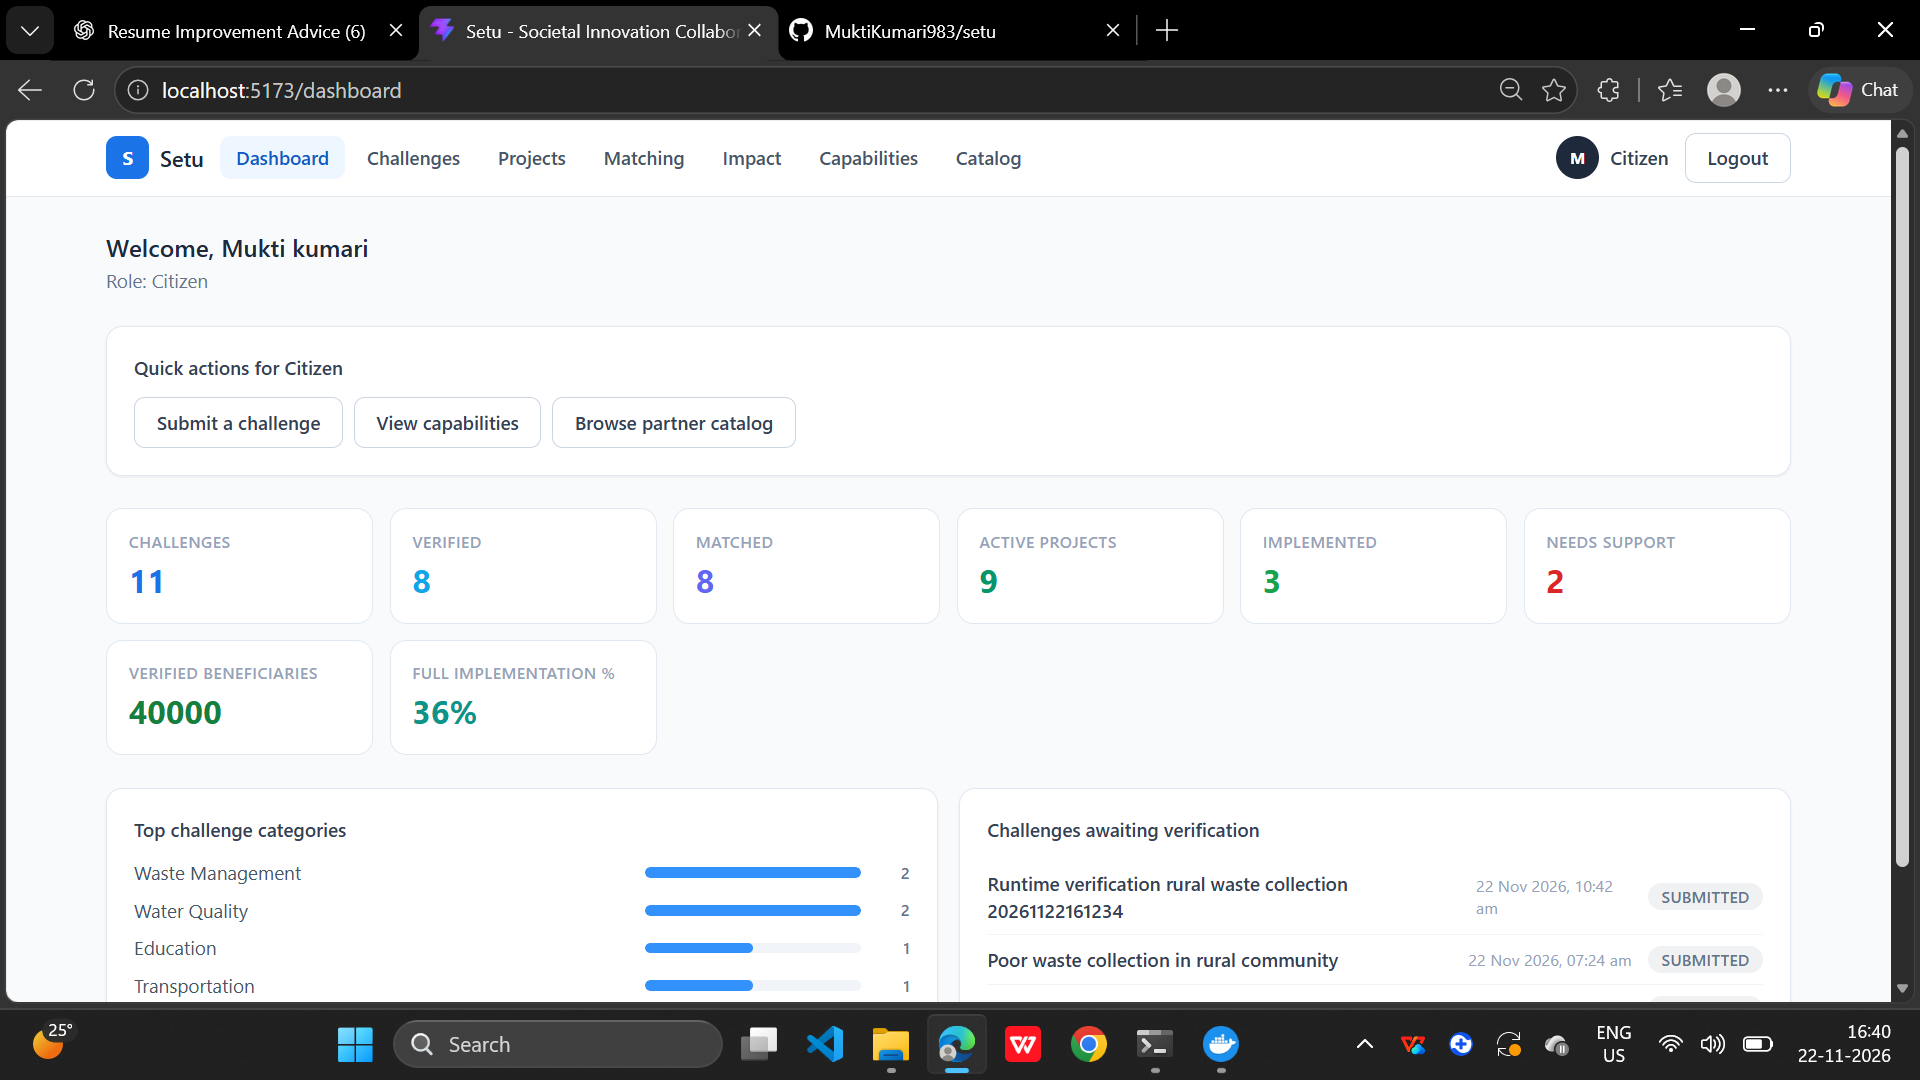 Resume Improvement Advice (6)
Setu - Societal Innovation Collabor
MuktiKumari983/setu
localhost:5173/dashboard
Chat
S
Setu
Dashboard
Challenges
Projects
Matching
Impact
Capabilities
Catalog
M
Citizen
Logout
Welcome, Mukti kumari
Role: Citizen
Quick actions for Citizen
Submit a challenge
View capabilities
Browse partner catalog
CHALLENGES
11
VERIFIED
8
MATCHED
8
ACTIVE PROJECTS
9
IMPLEMENTED
3
NEEDS SUPPORT
2
VERIFIED BENEFICIARIES
40000
FULL IMPLEMENTATION %
36%
Top challenge categories
Waste Management
2
Water Quality
2
Education
1
Transportation
1
Challenges awaiting verification
Runtime verification rural waste collection
20261122161234
22 Nov 2026, 10:42
am
SUBMITTED
Poor waste collection in rural community
22 Nov 2026, 07:24 am
SUBMITTED
25°
Search
ENG
US
16:40
22-11-2026